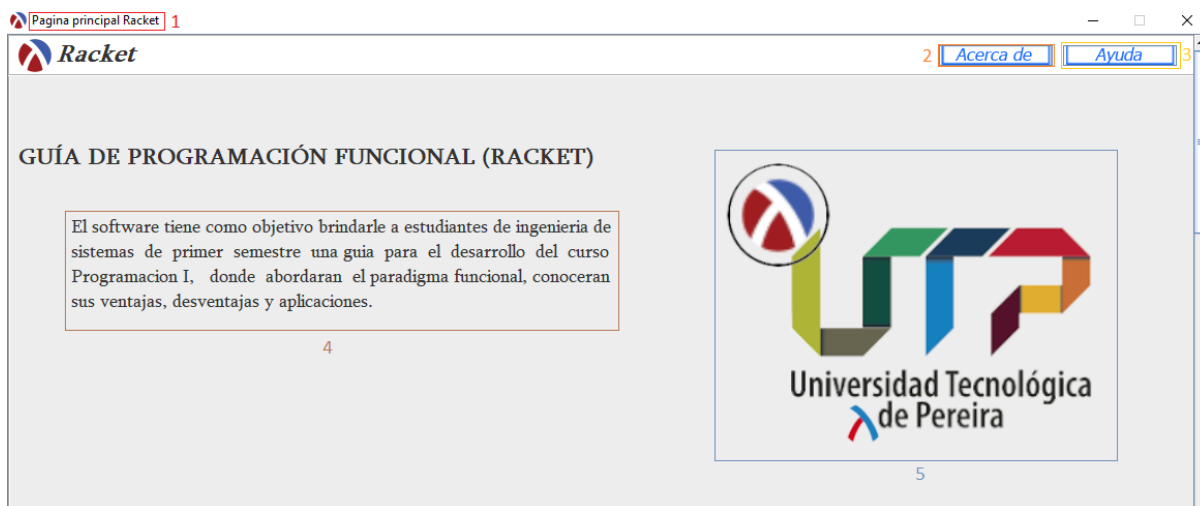 Pagina principal Racket 1
Racket
2 Acerca de Ayuda 3
GUÍA DE PROGRAMACIÓN FUNCIONAL (RACKET)
El software tiene como objetivo brindarle a estudiantes de ingenieria de
sistemas de primer semestre una guia para el desarrollo del curso
Programacion I, donde abordaran el paradigma funcional, conoceran
sus ventajas, desventajas y aplicaciones.
4
UTP
Universidad Tecnológica
de Pereira
5